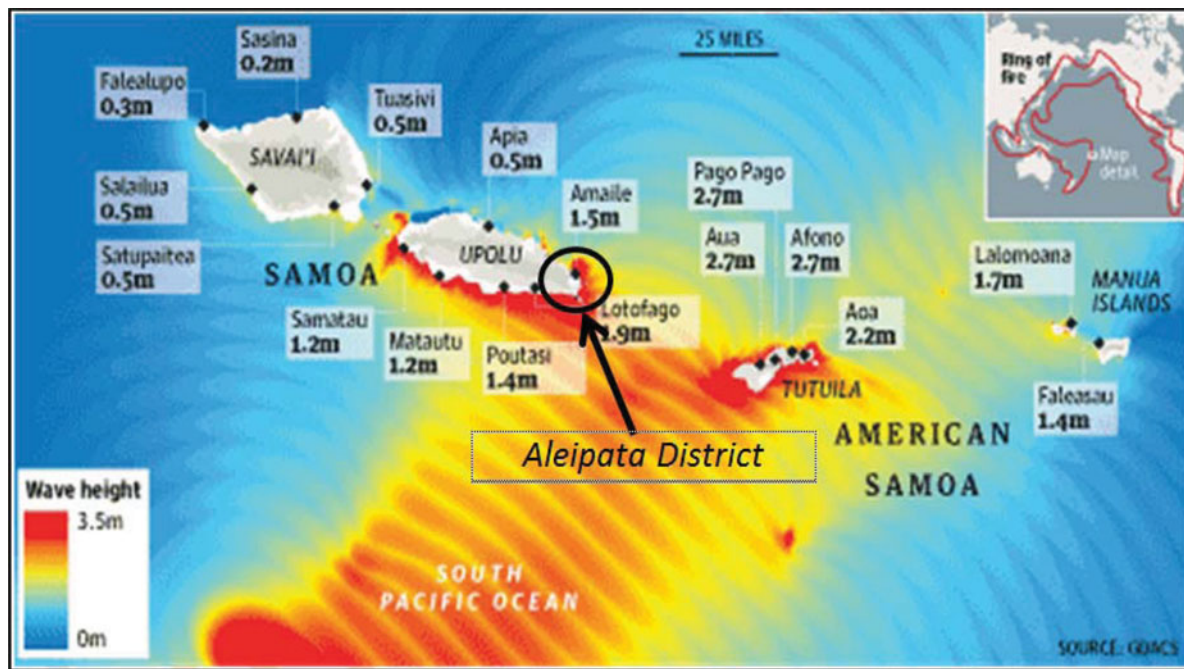 Sasina
0.2m
Falealupo
0.3m
Tuasivi
0.5m
SAVAI'I
Salailua
0.5m
Satupaitea
0.5m
SAMOA
Apia
0.5m
UPOLU
Amaile
1.5m
25 MILES
Ring of
fire
Map
detail
Pago Pago
2.7m
Aua
2.7m
Afono
2.7m
Lalomoana
1.7m
MANUA
ISLANDS
Samatau
1.2m
Matautu
1.2m
Poutasi
1.4m
Lotofago
1.9m
Aoa
2.2m
TUTUILA
Faleasau
1.4m
AMERICAN
SAMOA
Aleipata District
Wave height
3.5m
0m
SOUTH
PACIFIC OCEAN
SOURCE: GDACS